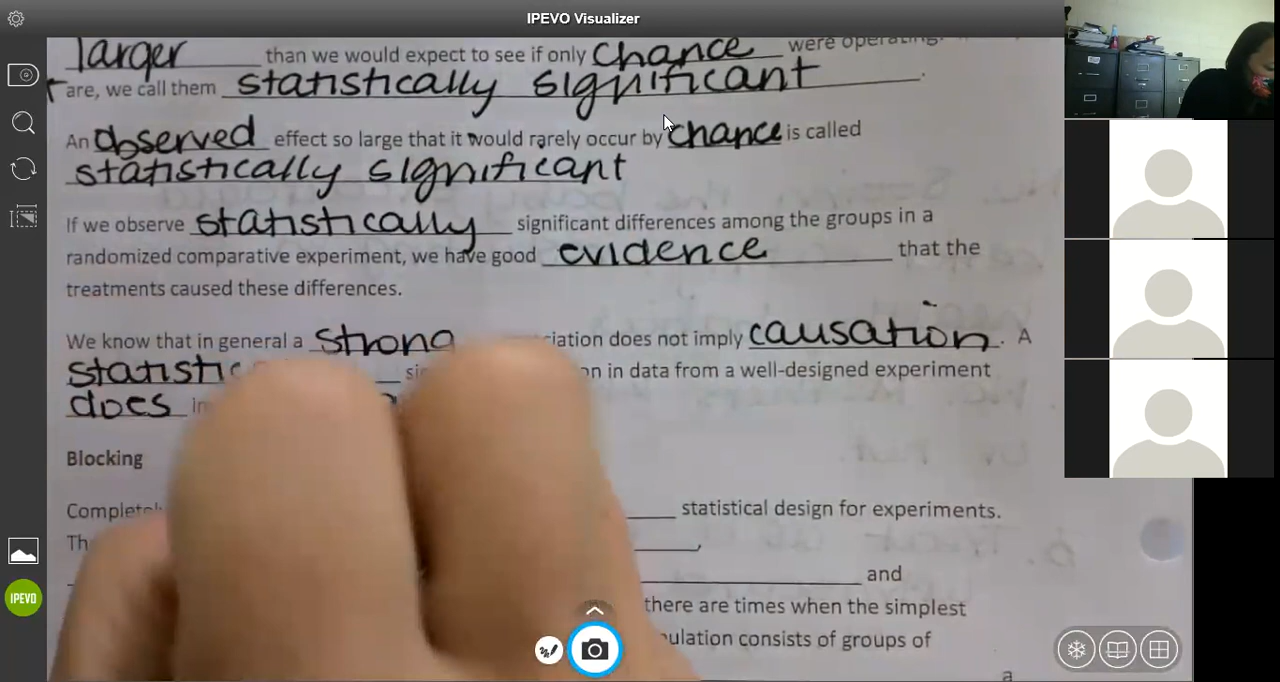 IPEVO Visualizer
larger than we would expect to see if only chance were operating.
are, we call them statistically significant.
An observed effect so large that it would rarely occur by chance is called
statistically significant
If we observe statistically significant differences among the groups in a
randomized comparative experiment, we have good evidence that the
treatments caused these differences.
We know that in general a strong does not imply causation. A
in data from a well-designed experiment
does
Blocking
statistical design for experiments.
and
there are times when the simplest
consists of groups of
a
IPEVO